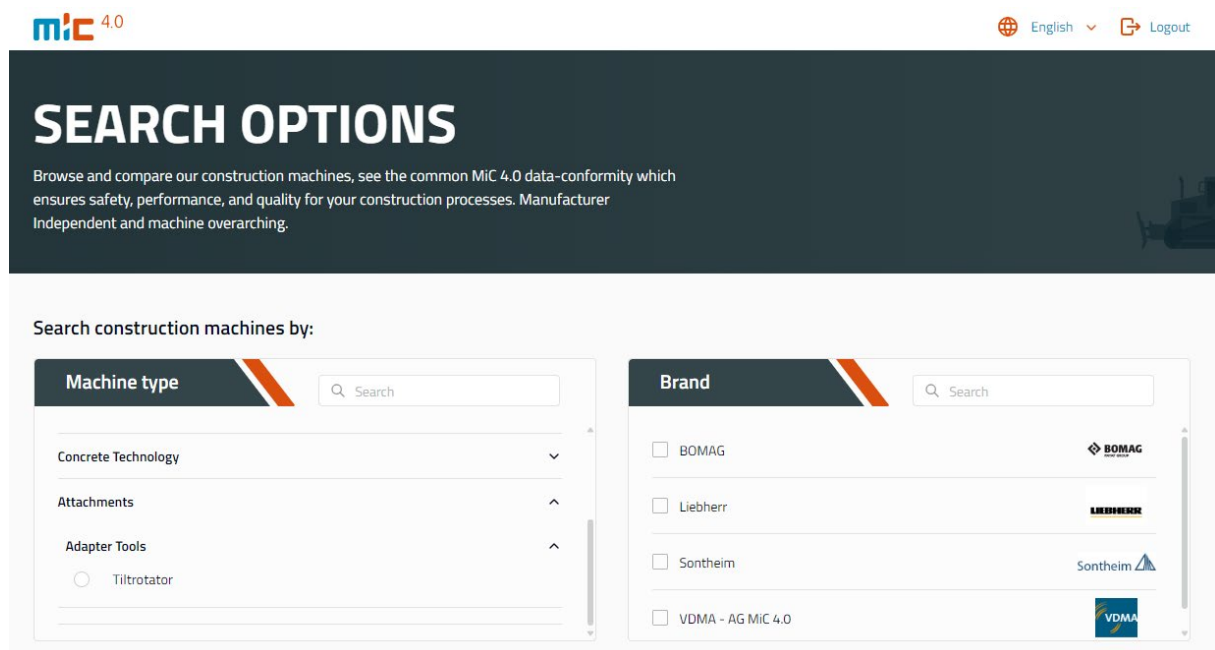 mic 4.0
English
Logout
SEARCH OPTIONS
Browse and compare our construction machines, see the common MiC 4.0 data-conformity which
ensures safety, performance, and quality for your construction processes. Manufacturer
Independent and machine overarching.
Search construction machines by:
Machine type
Search
Concrete Technology
Attachments
Adapter Tools
Tiltrotator
Brand
Search
BOMAG
BOMAG
Liebherr
LIEBHERR
Sontheim
Sontheim
VDMA - AG MiC 4.0
VDMA